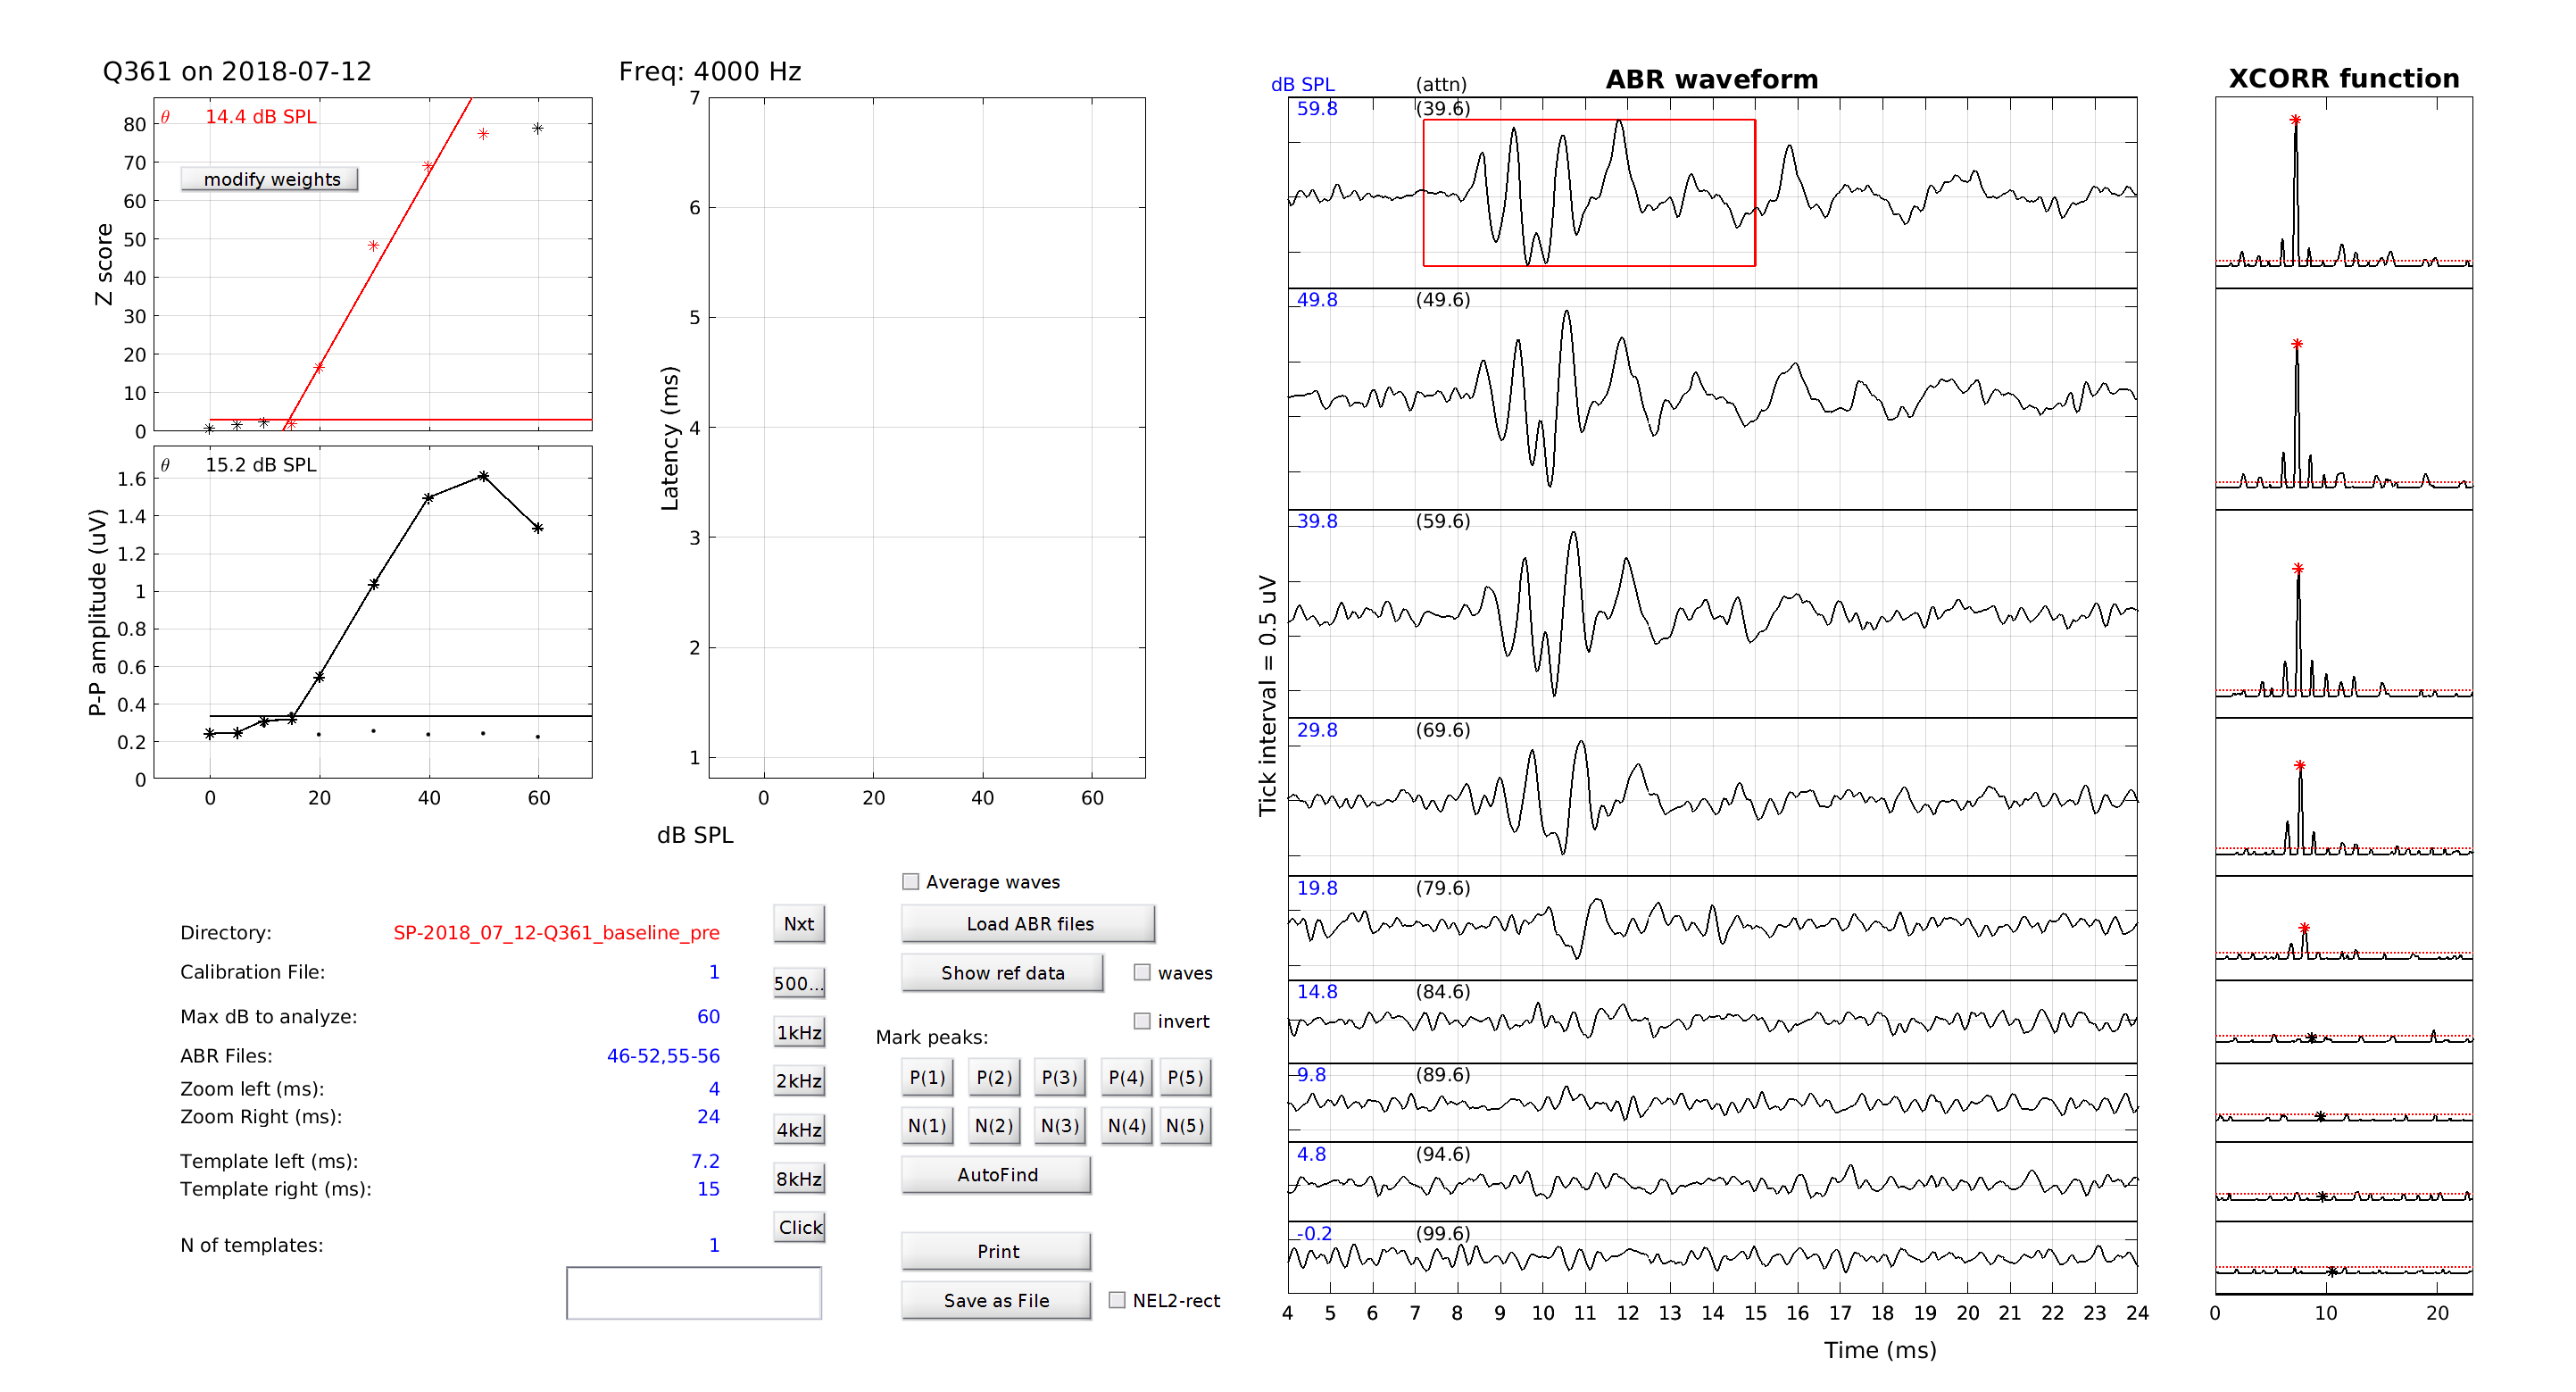 Q361 on 2018-07-12
Freq: 4000 Hz
θ 14.4 dB SPL
modify weights
Z score
80
70
60
50
40
30
20
10
0
θ 15.2 dB SPL
P-P amplitude (uV)
1.6
1.4
1.2
1
0.8
0.6
0.4
0.2
0
0 20 40 60
Latency (ms)
7
6
5
4
3
2
1
0 20 40 60
dB SPL
Directory: SP-2018_07_12-Q361_baseline_pre
Calibration File: 1
Max dB to analyze: 60
ABR Files: 46-52,55-56
Zoom left (ms): 4
Zoom Right (ms): 24
Template left (ms): 7.2
Template right (ms): 15
N of templates: 1
Nxt
500...
1kHz
2kHz
4kHz
8kHz
Click
Average waves
Load ABR files
Show ref data
waves
invert
Mark peaks:
P(1) P(2) P(3) P(4) P(5)
N(1) N(2) N(3) N(4) N(5)
AutoFind
Print
Save as File
NEL2-rect
ABR waveform
dB SPL (attn)
59.8 (39.6)
49.8 (49.6)
39.8 (59.6)
29.8 (69.6)
19.8 (79.6)
14.8 (84.6)
9.8 (89.6)
4.8 (94.6)
-0.2 (99.6)
Tick interval = 0.5 uV
4 5 6 7 8 9 10 11 12 13 14 15 16 17 18 19 20 21 22 23 24
Time (ms)
XCORR function
0 10 20